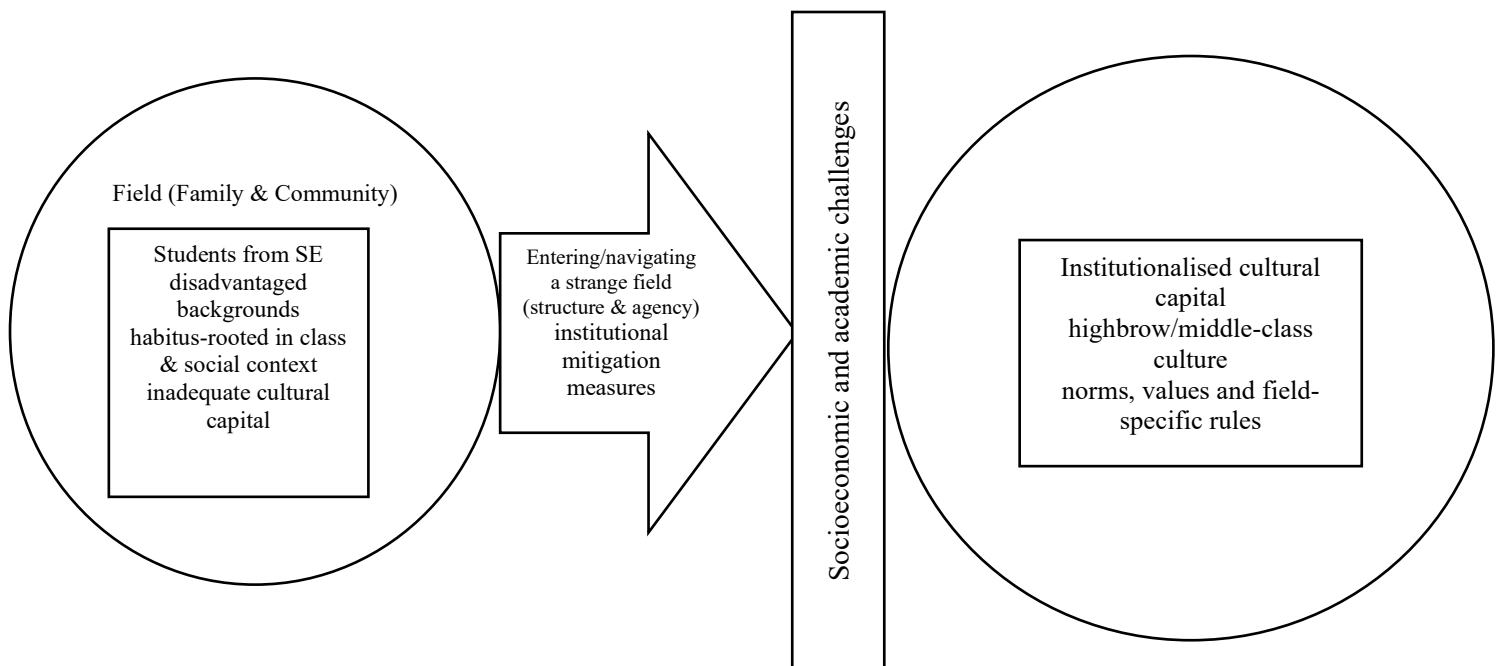 Field (Family & Community)
Students from SE
disadvantaged
backgrounds
habitus-rooted in class
& social context
inadequate cultural
capital
Entering/navigating
a strange field
(structure & agency)
institutional
mitigation
measures
Socioeconomic and academic challenges
Institutionalised cultural
capital
highbrow/middle-class
culture
norms, values and field-
specific rules